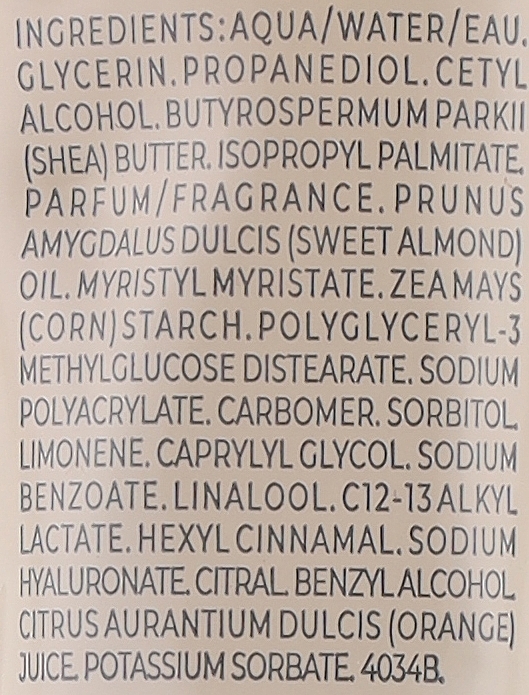 INGREDIENTS: AQUA/WATER/EAU.
GLYCERIN. PROPANEDIOL. CETYL
ALCOHOL. BUTYROSPERMUM PARKII
(SHEA) BUTTER. ISOPROPYL PALMITATE.
PARFUM/FRAGRANCE. PRUNUS
AMYGDALUS DULCIS (SWEET ALMOND)
OIL. MYRISTYL MYRISTATE. ZEA MAYS
(CORN) STARCH. POLYGLYCERYL-3
METHYLGLUCOSE DISTEARATE. SODIUM
POLYACRYLATE. CARBOMER. SORBITOL.
LIMONENE. CAPRYLYL GLYCOL. SODIUM
BENZOATE. LINALOOL. C12-13 ALKYL
LACTATE. HEXYL CINNAMAL. SODIUM
HYALURONATE. CITRAL. BENZYL ALCOHOL.
CITRUS AURANTIUM DULCIS (ORANGE)
JUICE. POTASSIUM SORBATE. 4034B.